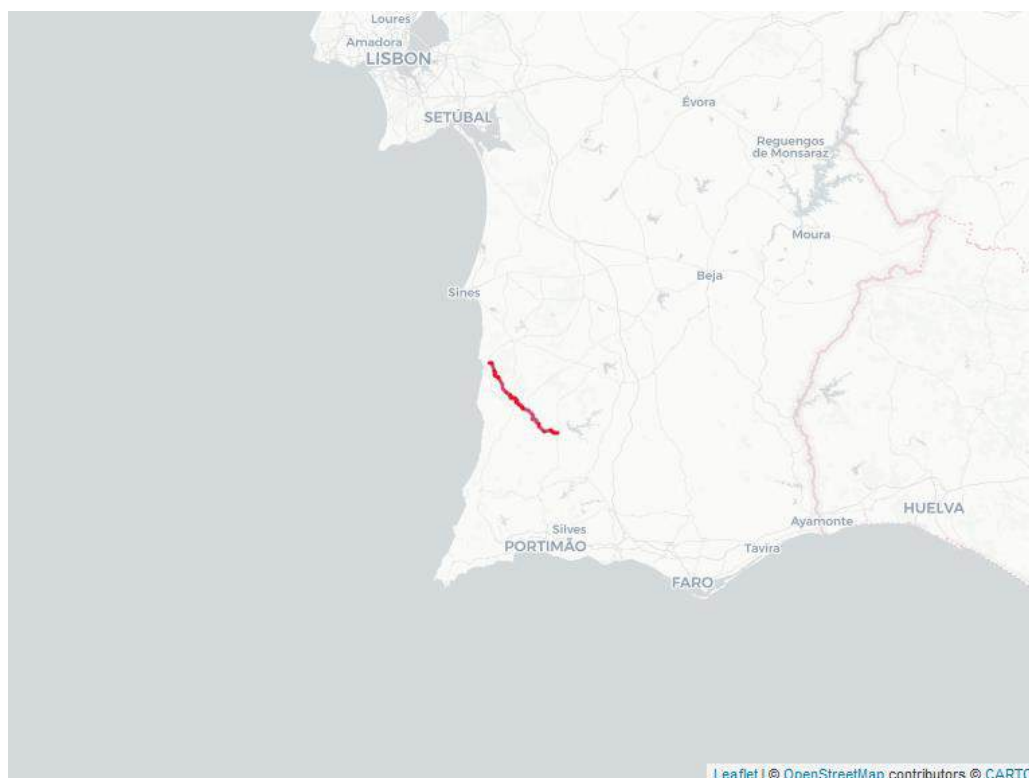 Loures
Amadora
LISBON
Évora
SETÚBAL
Reguengos
de Monsaraz
Moura
Beja
Sines
HUELVA
Ayamonte
Silves
PORTIMÃO
Tavira
FARO
Leaflet | © OpenStreetMap contributors © CARTO